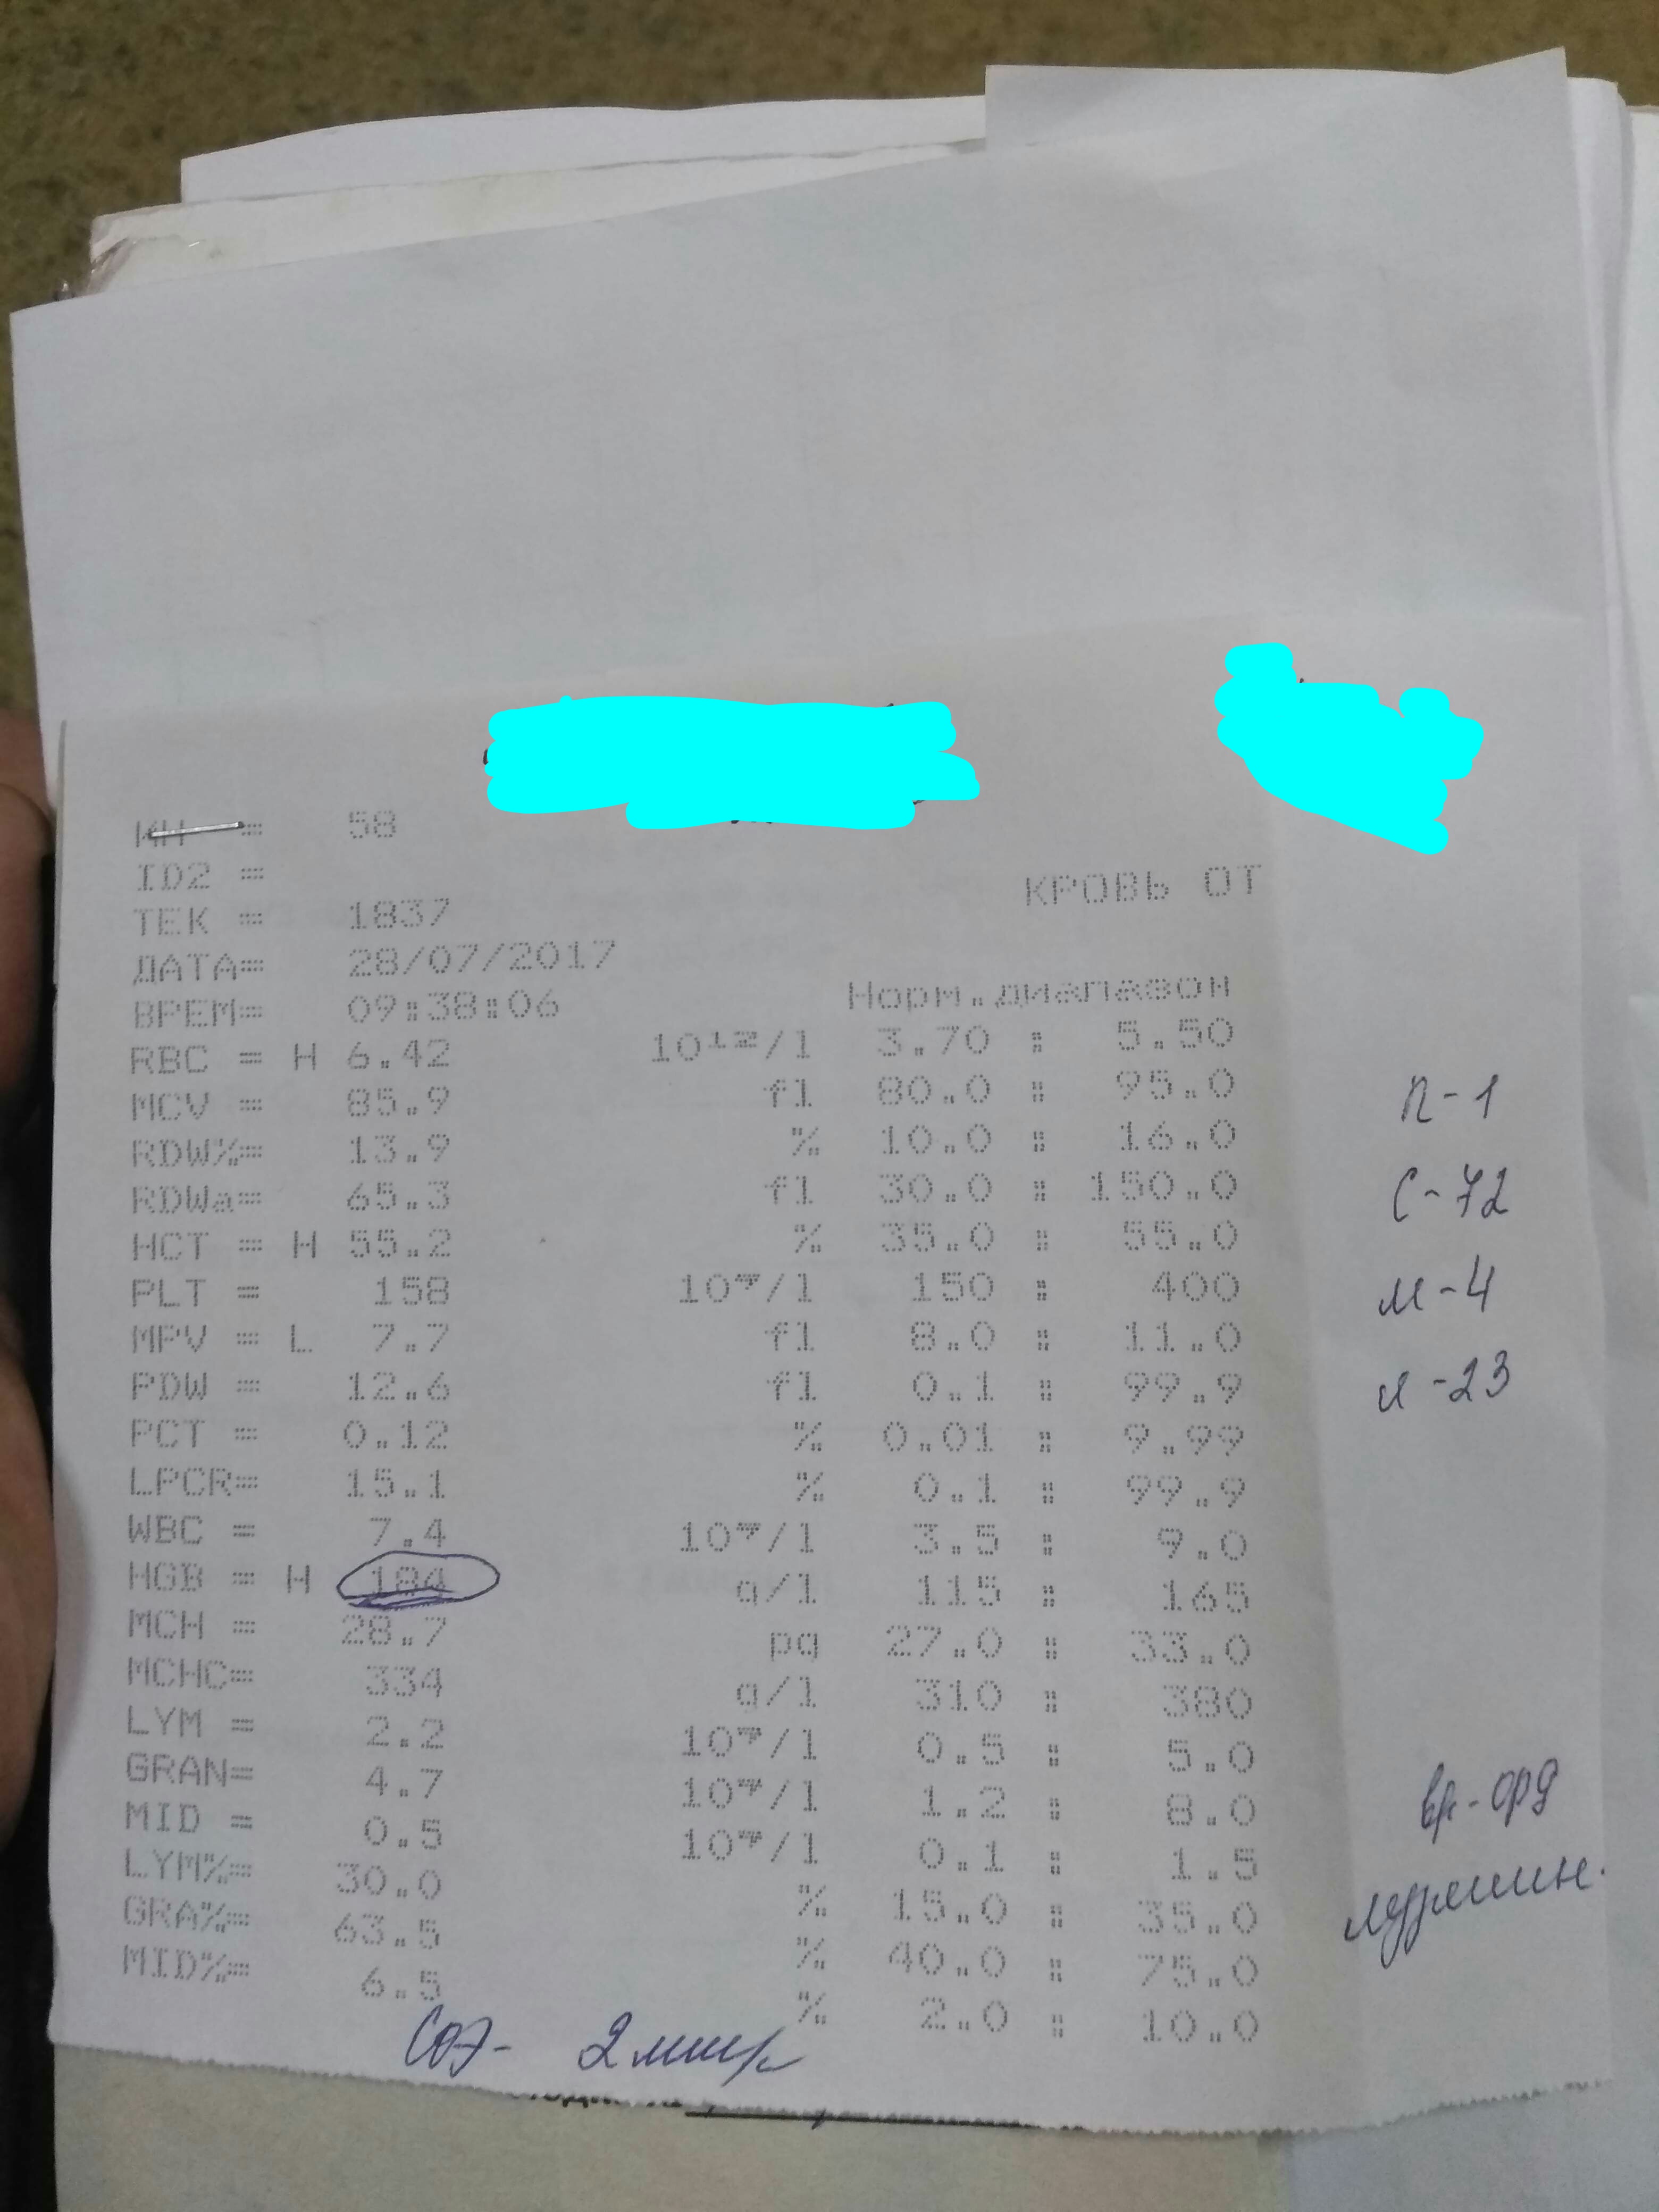 ИН = 58
ID2 =
КРОВЬ ОТ
ТЕК = 1837
ДАТА= 28/07/2017
ВРЕМ= 09:38:06 Норм.диапазон
RBC = H 6.42 10¹²/l 3.70 : 5.50
MCV = 85.9 fl 80.0 : 95.0
RDW%= 13.9 % 10.0 : 16.0
RDWa= 65.3 fl 30.0 : 150.0
HCT = H 55.2 % 35.0 : 55.0
PLT = 158 10⁹/l 150 : 400
MPV = L 7.7 fl 8.0 : 11.0
PDW = 12.6 fl 0.1 : 99.9
PCT = 0.12 % 0.01 : 9.99
LPCR= 15.1 % 0.1 : 99.9
WBC = 7.4 10⁹/l 3.5 : 9.0
HGB = H 184 g/l 115 : 165
MCH = 28.7 pg 27.0 : 33.0
MCHC= 334 g/l 310 : 380
LYM = 2.2 10⁹/l 0.5 : 5.0
GRAN= 4.7 10⁹/l 1.2 : 8.0
MID = 0.5 10⁹/l 0.1 : 1.5
LYM%= 30.0 % 15.0 : 35.0
GRA%= 63.5 % 40.0 : 75.0
MID%= 6.5 % 2.0 : 10.0
П-1
С-72
М-4
Л-23
СОЭ- 2 мм/ч